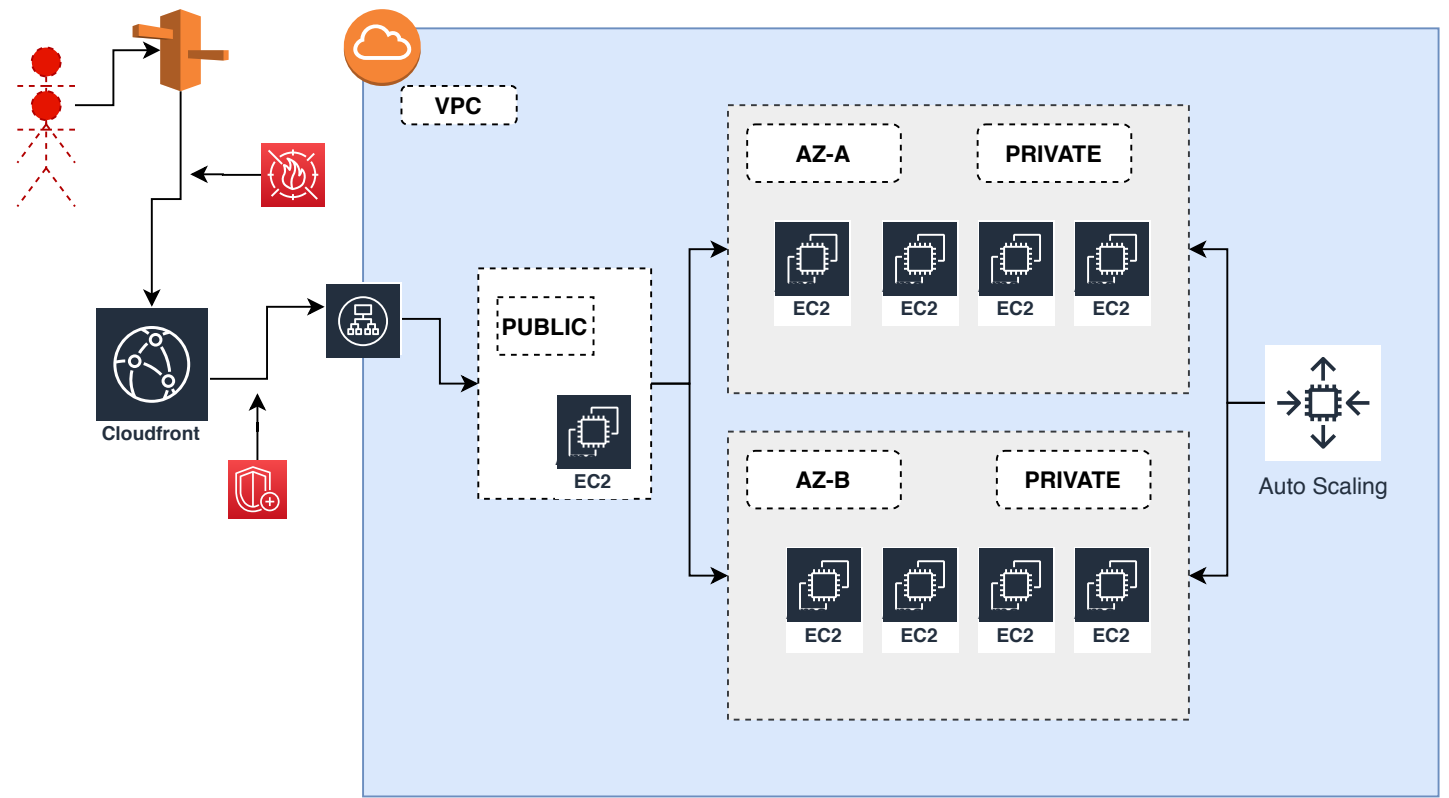 VPC
AZ-A
PRIVATE
EC2
EC2
EC2
EC2
PUBLIC
EC2
Cloudfront
AZ-B
PRIVATE
Auto Scaling
EC2
EC2
EC2
EC2